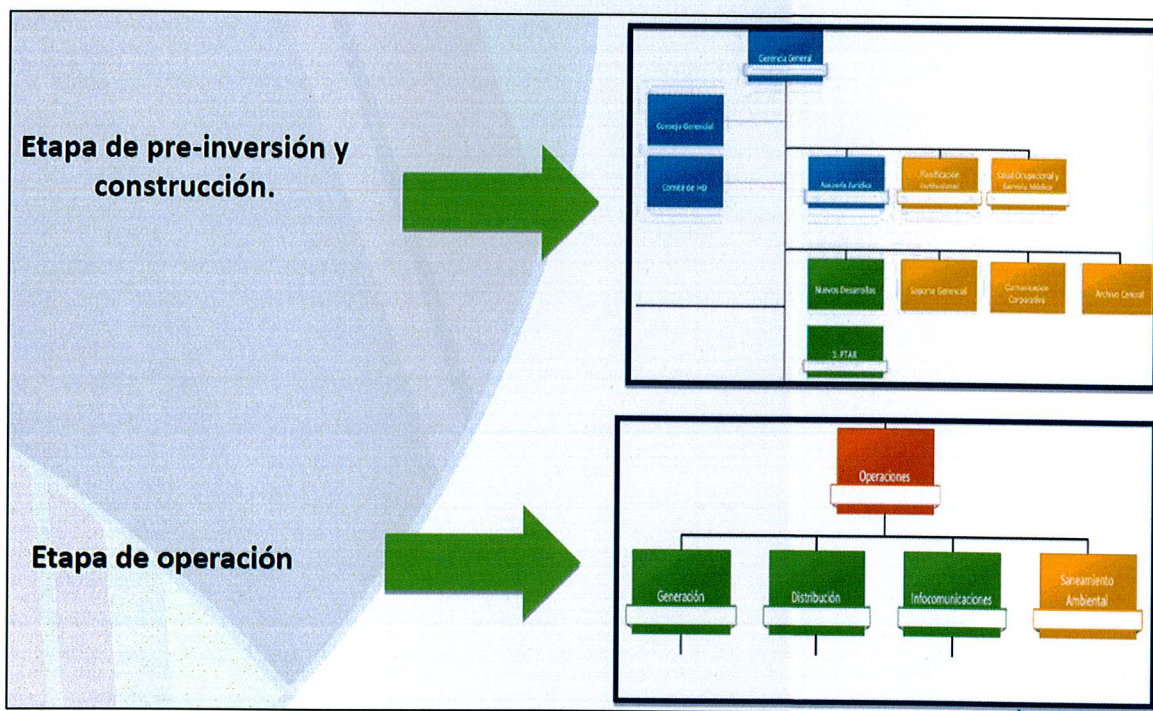 Etapa de pre-inversión y
construcción.
Gerencia General
Consejo Gerencial
Comité de I+D
Asesoría Jurídica
Planificación
Institucional
Salud Ocupacional y
Servicio Médico
Nuevos Desarrollos
Soporte Gerencial
Comunicación
Corporativa
Archivo Central
1. PTAR
Etapa de operación
Operaciones
Generación
Distribución
Infocomunicaciones
Saneamiento
Ambiental